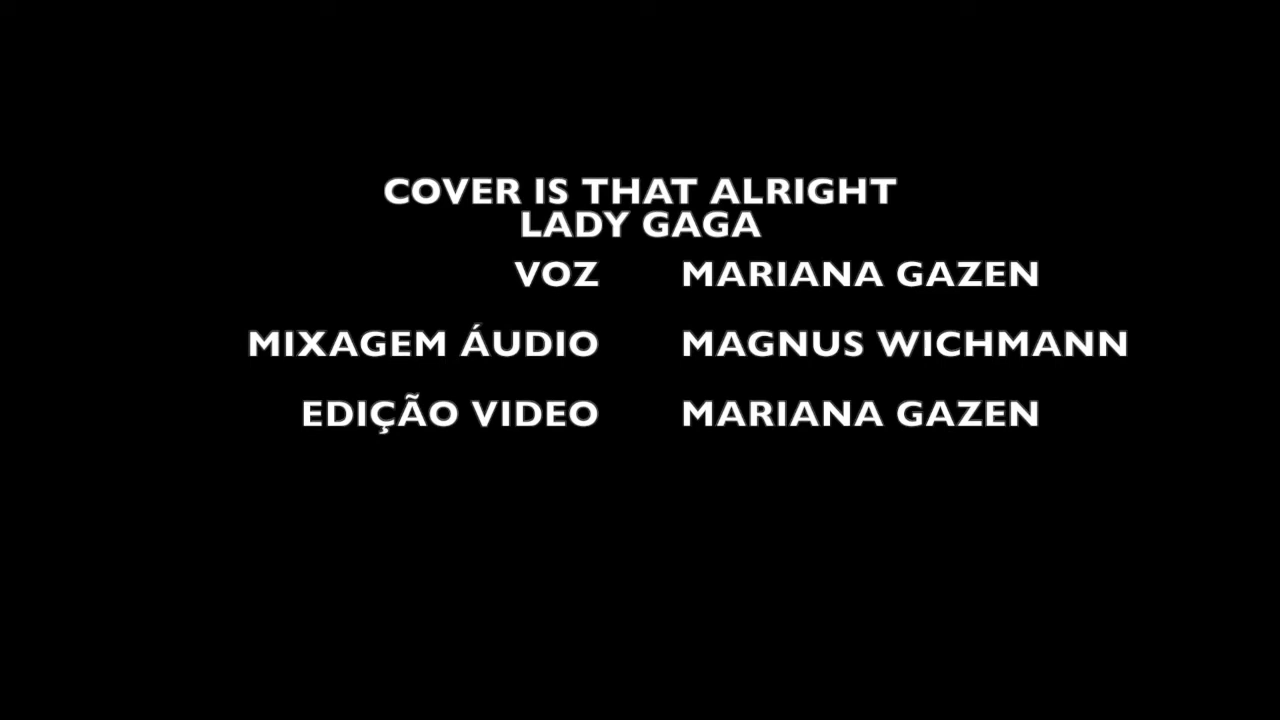 COVER IS THAT ALRIGHT
LADY GAGA
VOZ MARIANA GAZEN
MIXAGEM ÁUDIO MAGNUS WICHMANN
EDIÇÃO VIDEO MARIANA GAZEN